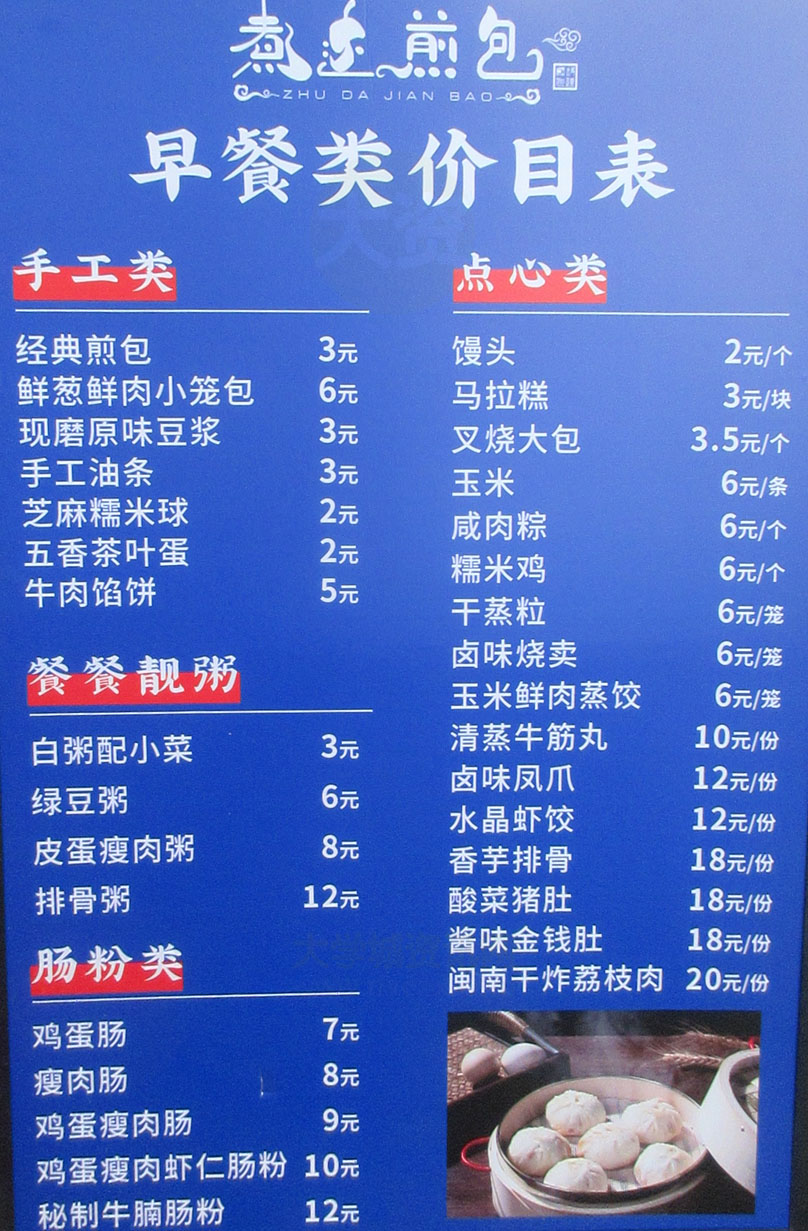 煮达煎包
ZHU DA JIAN BAO
早餐类价目表
手工类
经典煎包 3元
鲜葱鲜肉小笼包 6元
现磨原味豆浆 3元
手工油条 3元
芝麻糯米球 2元
五香茶叶蛋 2元
牛肉馅饼 5元
餐餐靓粥
白粥配小菜 3元
绿豆粥 6元
皮蛋瘦肉粥 8元
排骨粥 12元
肠粉类
鸡蛋肠 7元
瘦肉肠 8元
鸡蛋瘦肉肠 9元
鸡蛋瘦肉虾仁肠粉 10元
秘制牛腩肠粉 12元
点心类
馒头 2元/个
马拉糕 3元/块
叉烧大包 3.5元/个
玉米 6元/条
咸肉粽 6元/个
糯米鸡 6元/个
干蒸粒 6元/笼
卤味烧卖 6元/笼
玉米鲜肉蒸饺 6元/笼
清蒸牛筋丸 10元/份
卤味凤爪 12元/份
水晶虾饺 12元/份
香芋排骨 18元/份
酸菜猪肚 18元/份
酱味金钱肚 18元/份
闽南干炸荔枝肉 20元/份